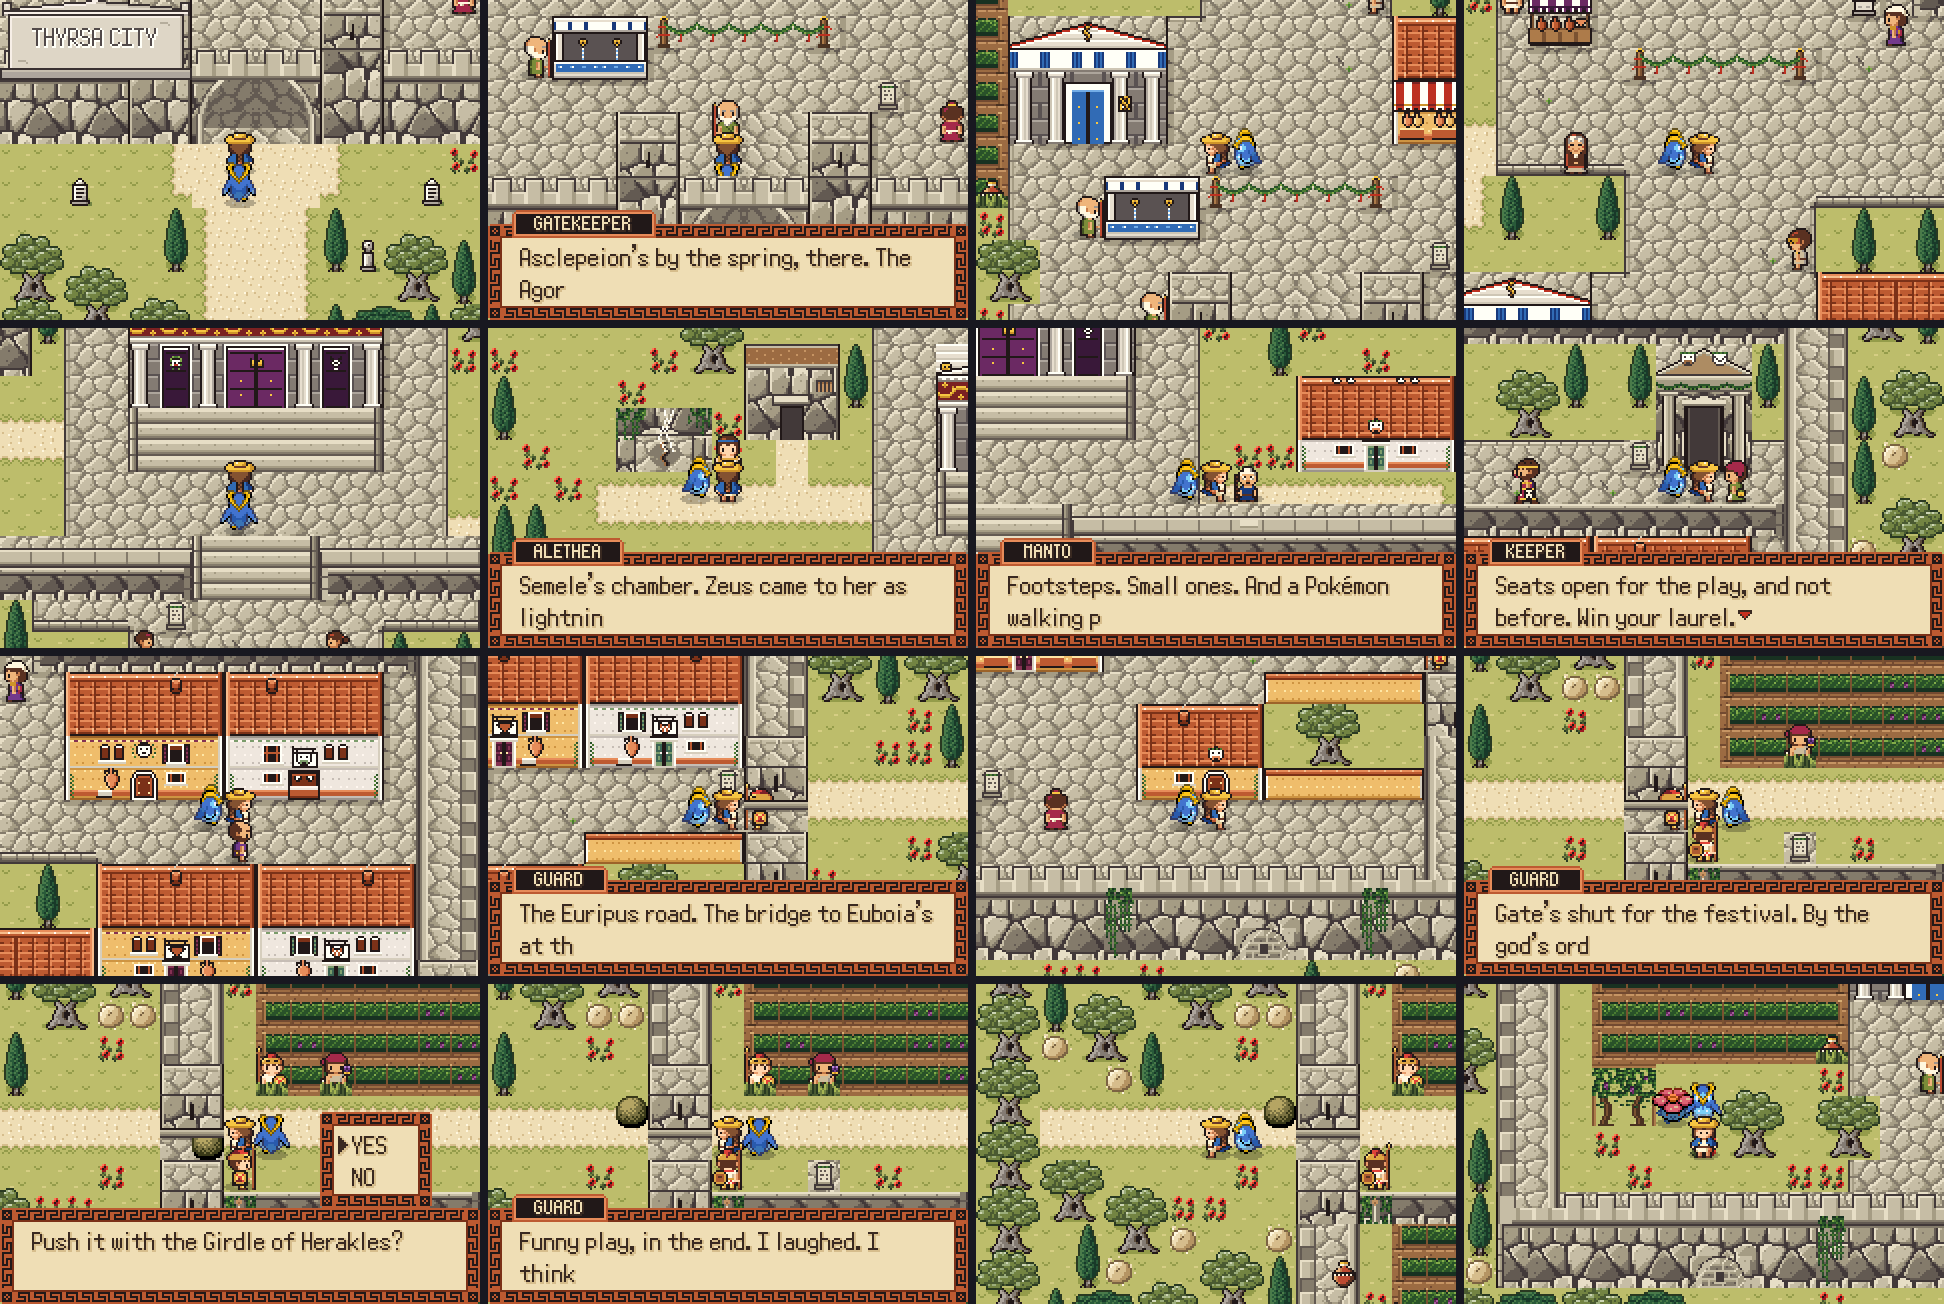 THYRSA CITY
GATEKEEPER
Asclepeion's by the spring, there. The
Agor
ALETHEA
Semele's chamber. Zeus came to her as
lightnin
MANTO
Footsteps. Small ones. And a Pokémon
walking p
KEEPER
Seats open for the play, and not
before. Win your laurel.
GUARD
The Euripus road. The bridge to Euboia's
at th
GUARD
Gate's shut for the festival. By the
god's ord
YES
NO
Push it with the Girdle of Herakles?
GUARD
Funny play, in the end. I laughed. I
think